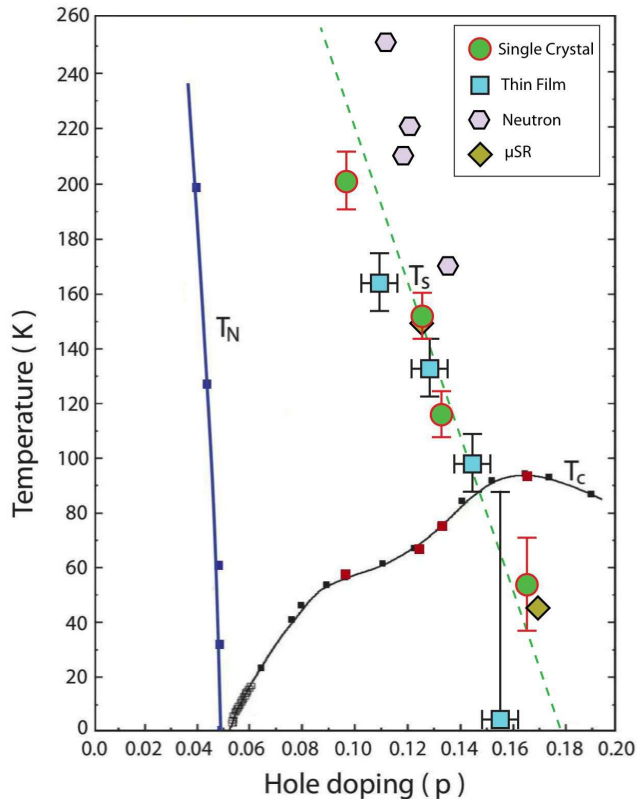 260
240
220
200
180
160
140
120
100
80
60
40
20
0
0.0
0.02
0.04
0.06
0.08
0.10
0.12
0.14
0.16
0.18
0.20
Temperature ( K )
Hole doping ( p )
Single Crystal
Thin Film
Neutron
μSR
T_N
T_S
T_C